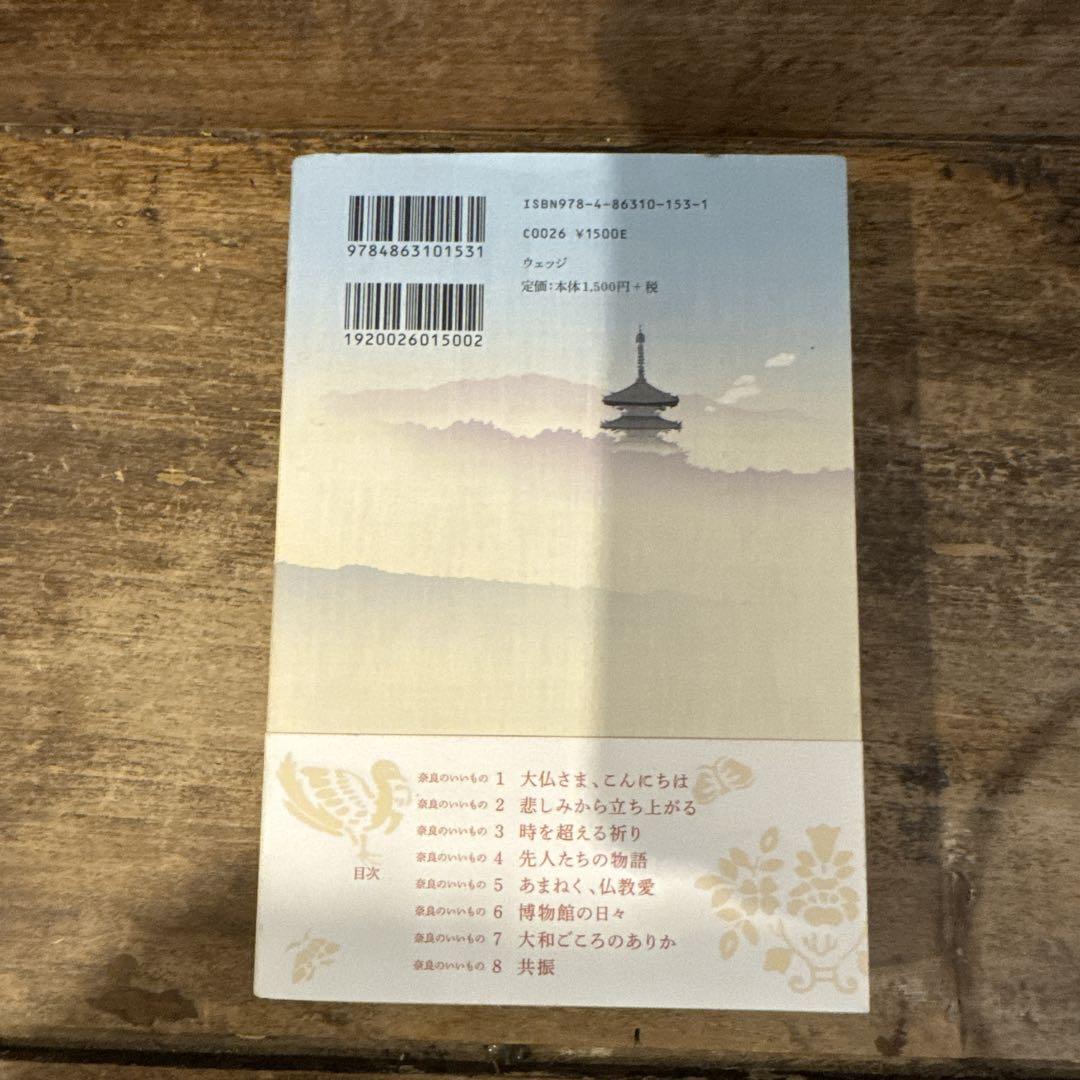 ISBN978-4-86310-153-1
C0026 ¥1500E
ウェッジ
定価:本体1,500円+税
9784863101531
1920026015002
目次
奈良のいいもの 1 大仏さま、こんにちは
奈良のいいもの 2 悲しみから立ち上がる
奈良のいいもの 3 時を超える祈り
奈良のいいもの 4 先人たちの物語
奈良のいいもの 5 あまねく、仏教愛
奈良のいいもの 6 博物館の日々
奈良のいいもの 7 大和ごころのありか
奈良のいいもの 8 共振